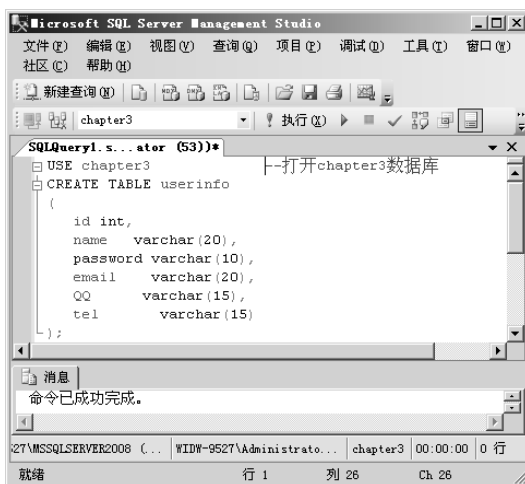 Microsoft SQL Server Management Studio
文件(F) 编辑(E) 视图(V) 查询(Q) 项目(P) 调试(D) 工具(T) 窗口(W)
社区(C) 帮助(H)
新建查询(N)
chapter3 执行(X)
SQLQuery1.s...ator (53))*
USE chapter3 --打开chapter3数据库
CREATE TABLE userinfo
(
id int,
name varchar(20),
password varchar(10),
email varchar(20),
QQ varchar(15),
tel varchar(15)
);
消息
命令已成功完成。
27\MSSQLSERVER2008 (... WIDW-9527\Administrato... chapter3 00:00:00 0 行
就绪 行 1 列 26 Ch 26